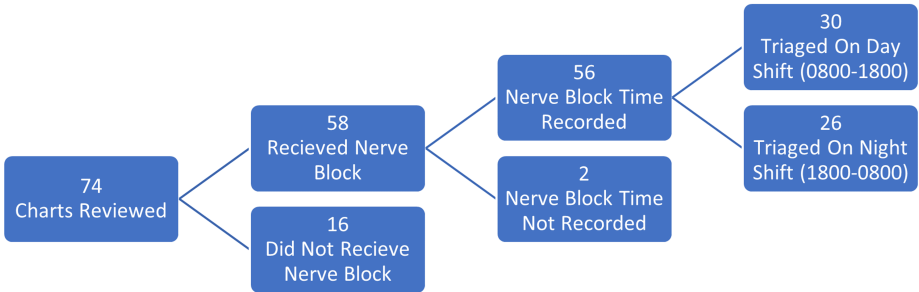 74
Charts Reviewed
58
Recieved Nerve
Block
16
Did Not Recieve
Nerve Block
56
Nerve Block Time
Recorded
2
Nerve Block Time
Not Recorded
30
Triaged On Day
Shift (0800-1800)
26
Triaged On Night
Shift (1800-0800)